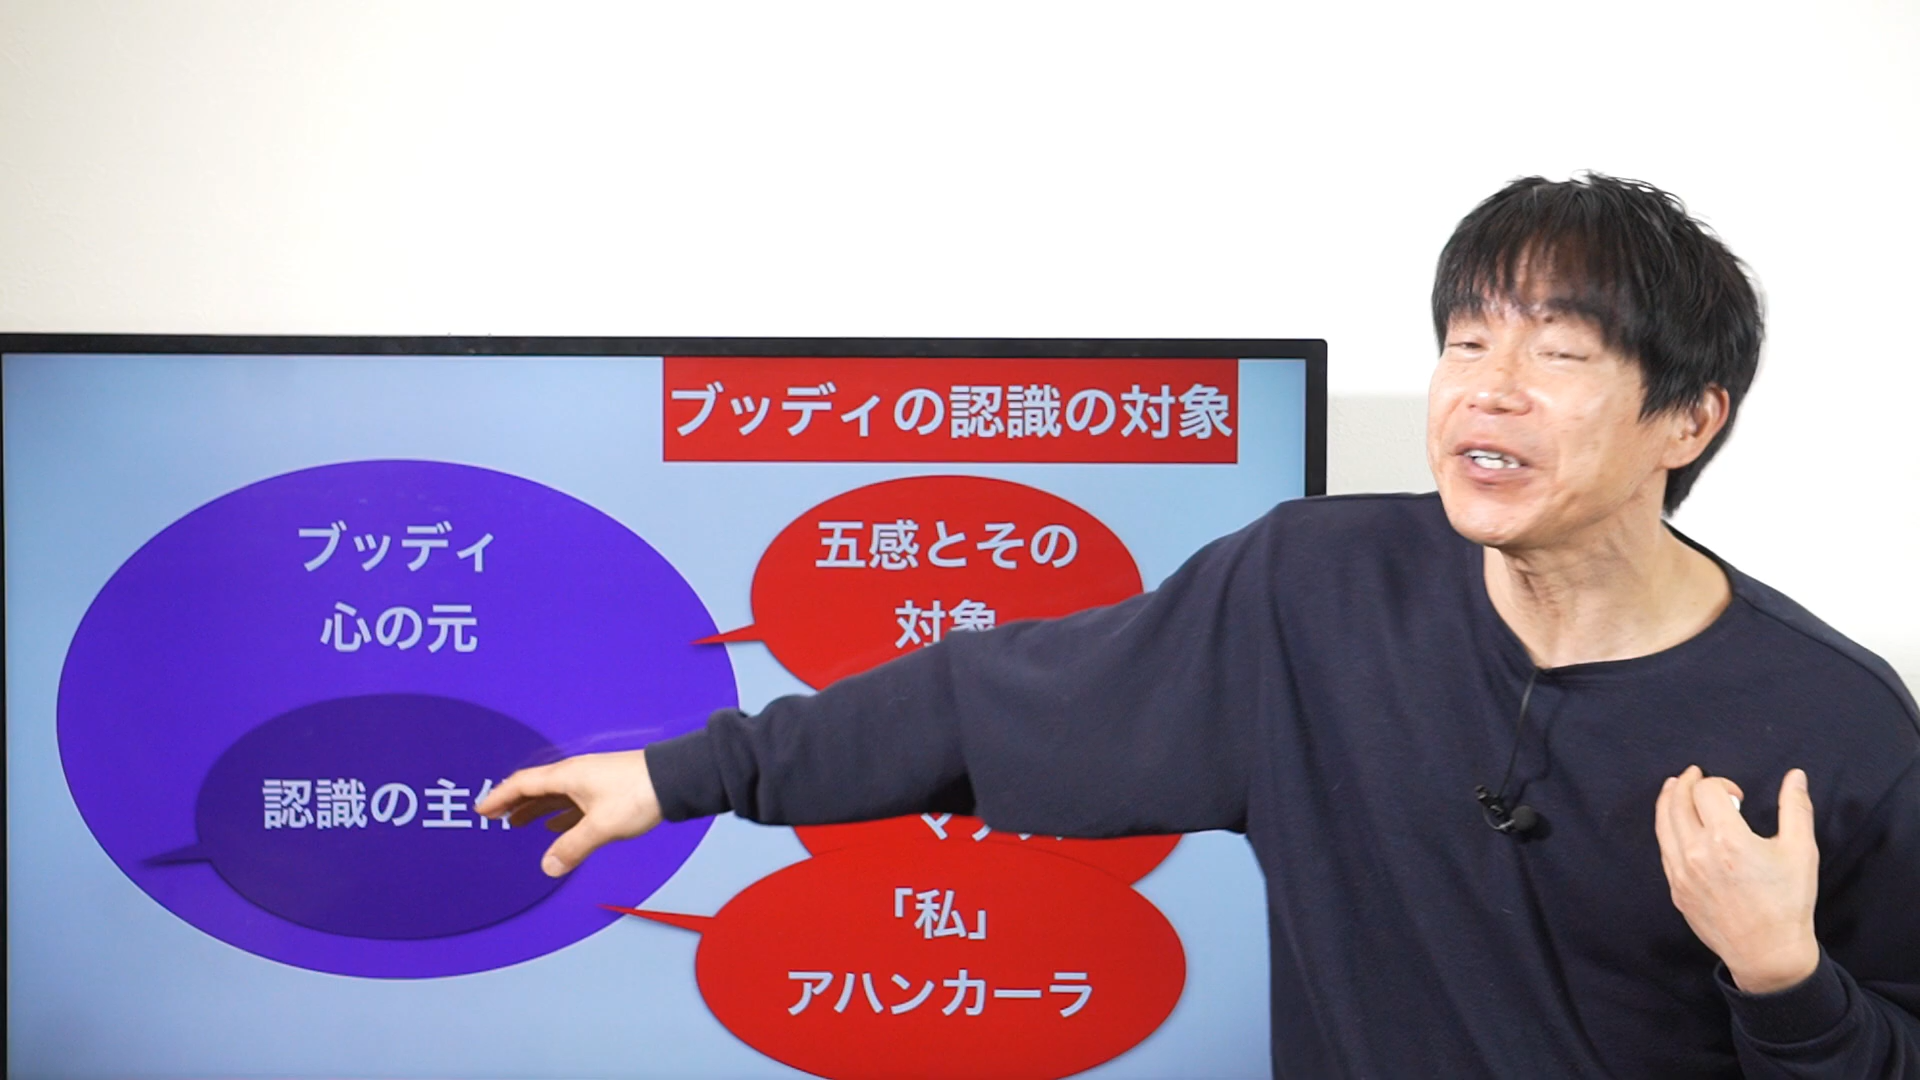 ブッディの認識の対象
ブッディ
心の元
認識の主体
五感とその
対象
「私」
アハンカーラ